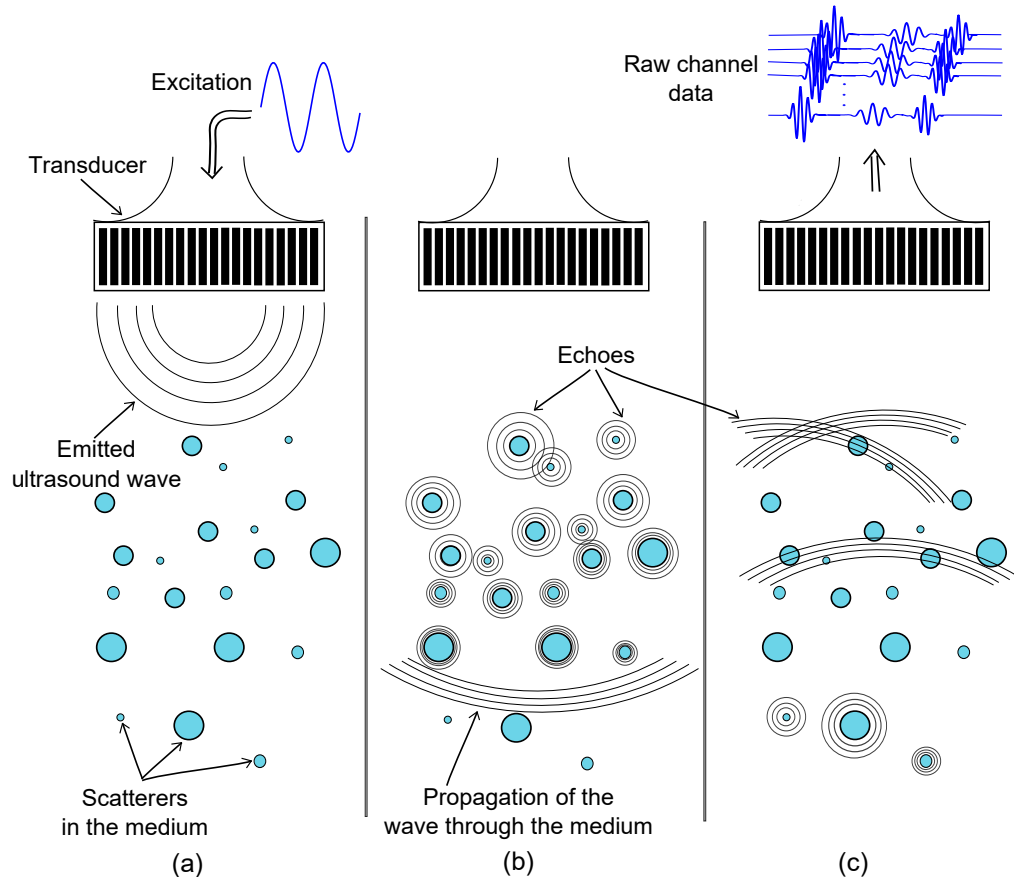 Excitation
Transducer
Emitted
ultrasound wave
Scatterers
in the medium
(a)
Echoes
Propagation of the
wave through the medium
(b)
Raw channel
data
(c)